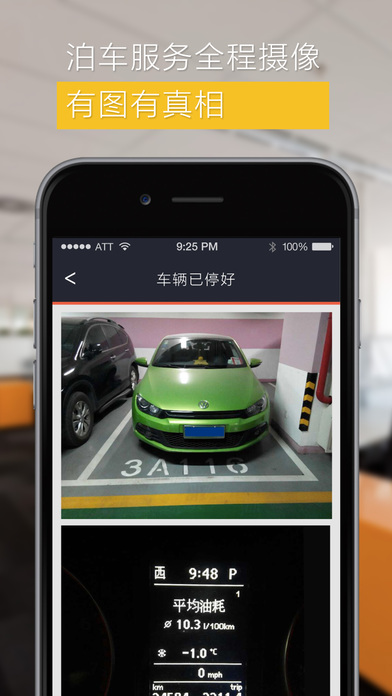 泊车服务全程摄像
有图有真相
ATT 9:25 PM 100%
< 车辆已停好
3A116
西 9:48 P
1
平均油耗
Ø 10.3 l/100km
-1.0 ℃
0 mph
km trip